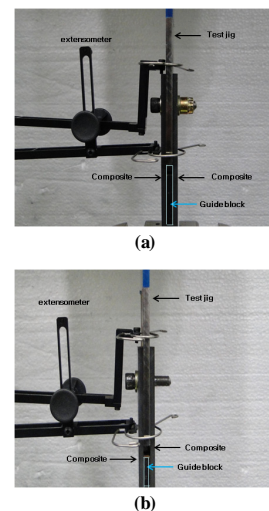 Test jig
extensometer
Composite Composite
Guide block
(a)
Test jig
extensometer
Composite
Composite
Guide block
(b)